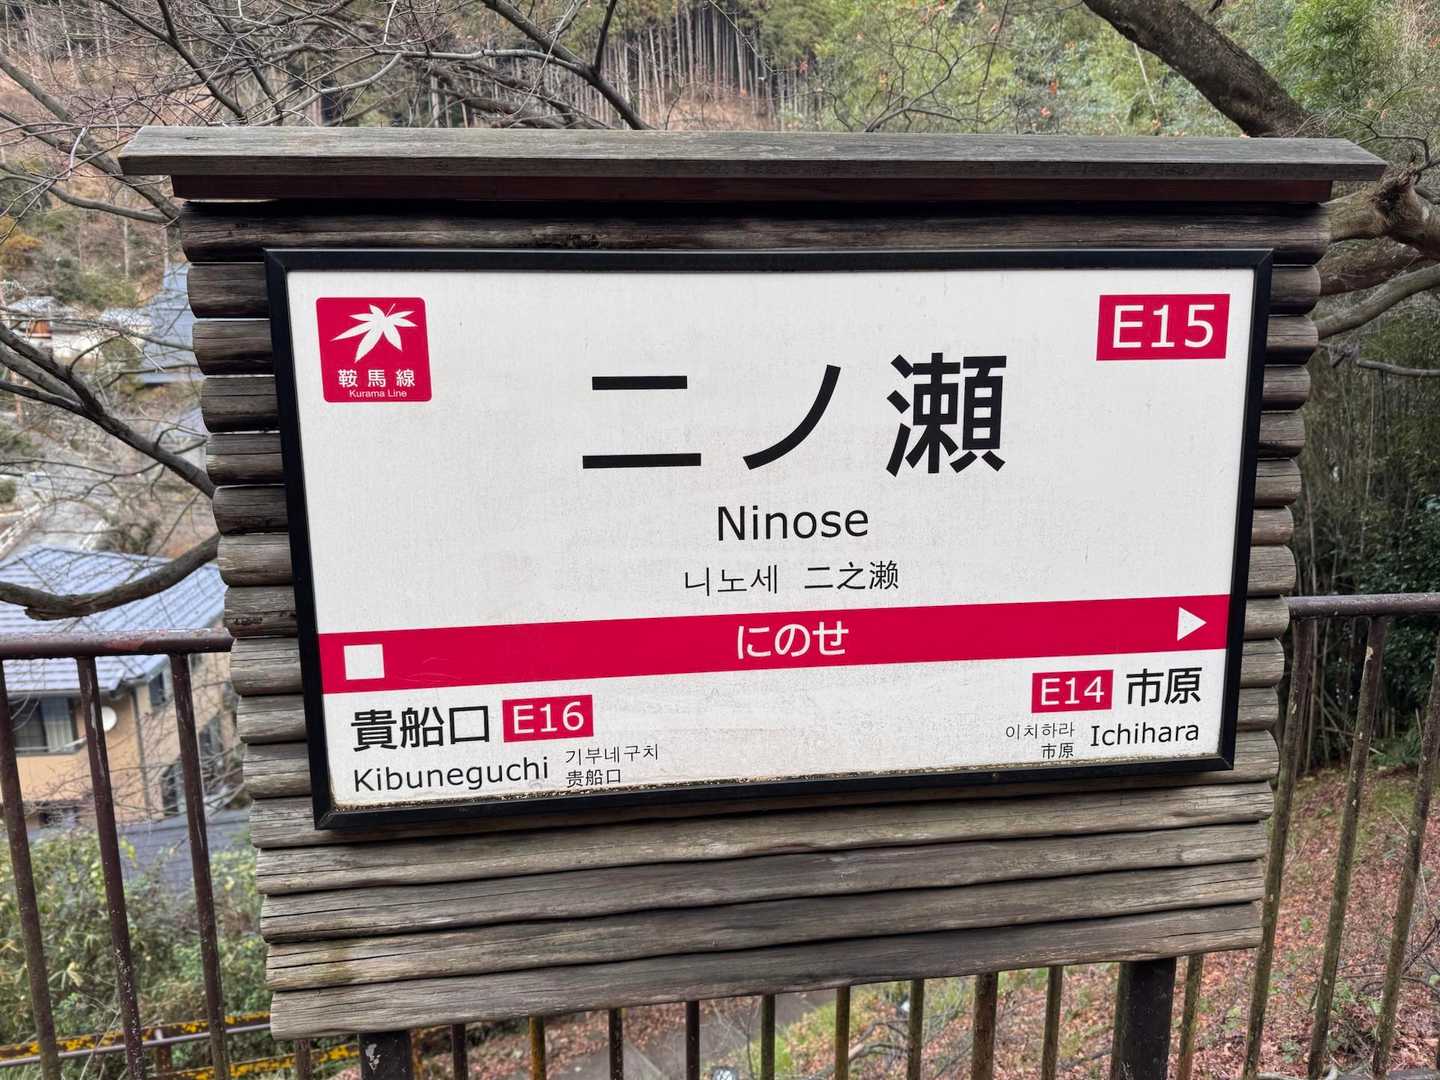 鞍馬線
Kurama Line
E15
二ノ瀬
Ninose
니노세 二之濑
にのせ
貴船口 E16
Kibuneguchi
기부네구치
贵船口
E14 市原
이치하라
市原
Ichihara